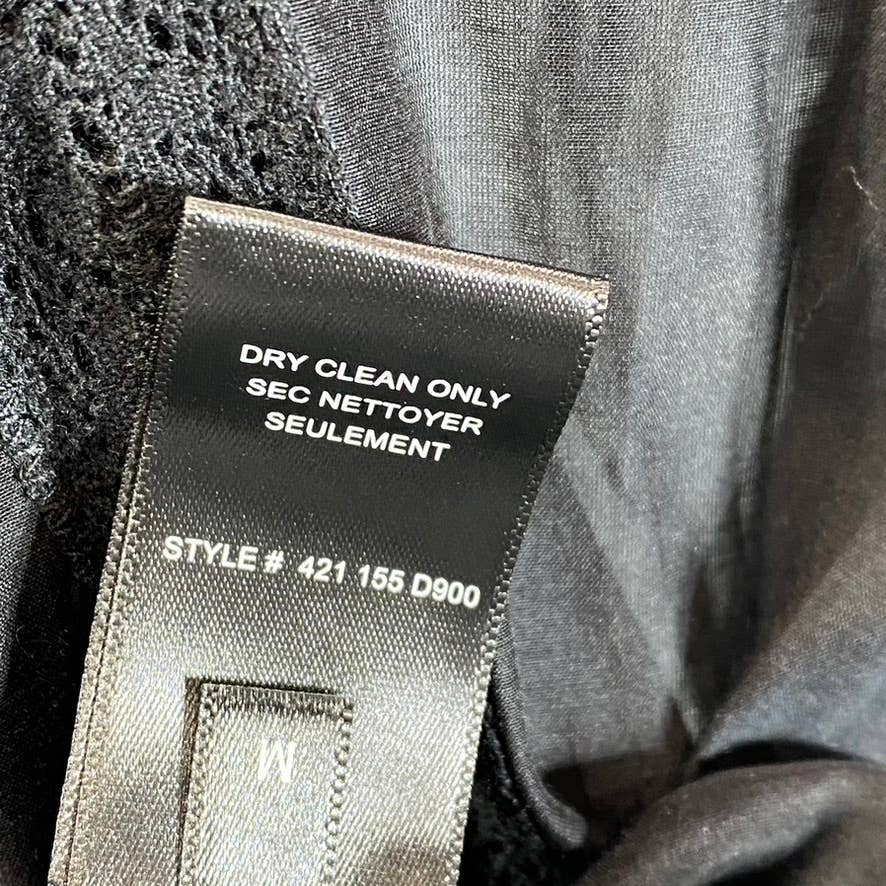 DRY CLEAN ONLY
SEC NETTOYER
SEULEMENT
STYLE # 421 155 D900
M